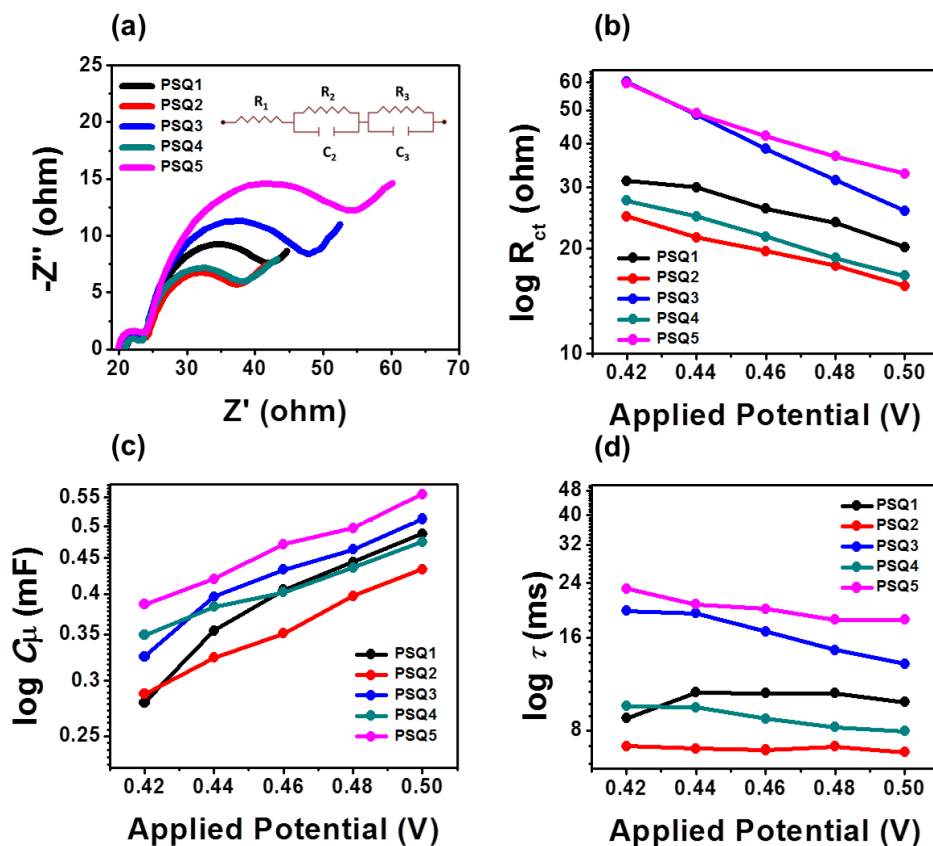 (a)
25
20
15
10
5
0
20 30 40 50 60 70
-Z'' (ohm)
Z' (ohm)
PSQ1
PSQ2
PSQ3
PSQ4
PSQ5
R1 R2 R3
C2 C3
(b)
60
50
40
30
20
10
0.42 0.44 0.46 0.48 0.50
log Rct (ohm)
Applied Potential (V)
PSQ1
PSQ2
PSQ3
PSQ4
PSQ5
(c)
0.55
0.5
0.45
0.4
0.35
0.3
0.25
0.42 0.44 0.46 0.48 0.50
log Cμ (mF)
Applied Potential (V)
PSQ1
PSQ2
PSQ3
PSQ4
PSQ5
(d)
48
40
32
24
16
8
0.42 0.44 0.46 0.48 0.50
log τ (ms)
Applied Potential (V)
PSQ1
PSQ2
PSQ3
PSQ4
PSQ5